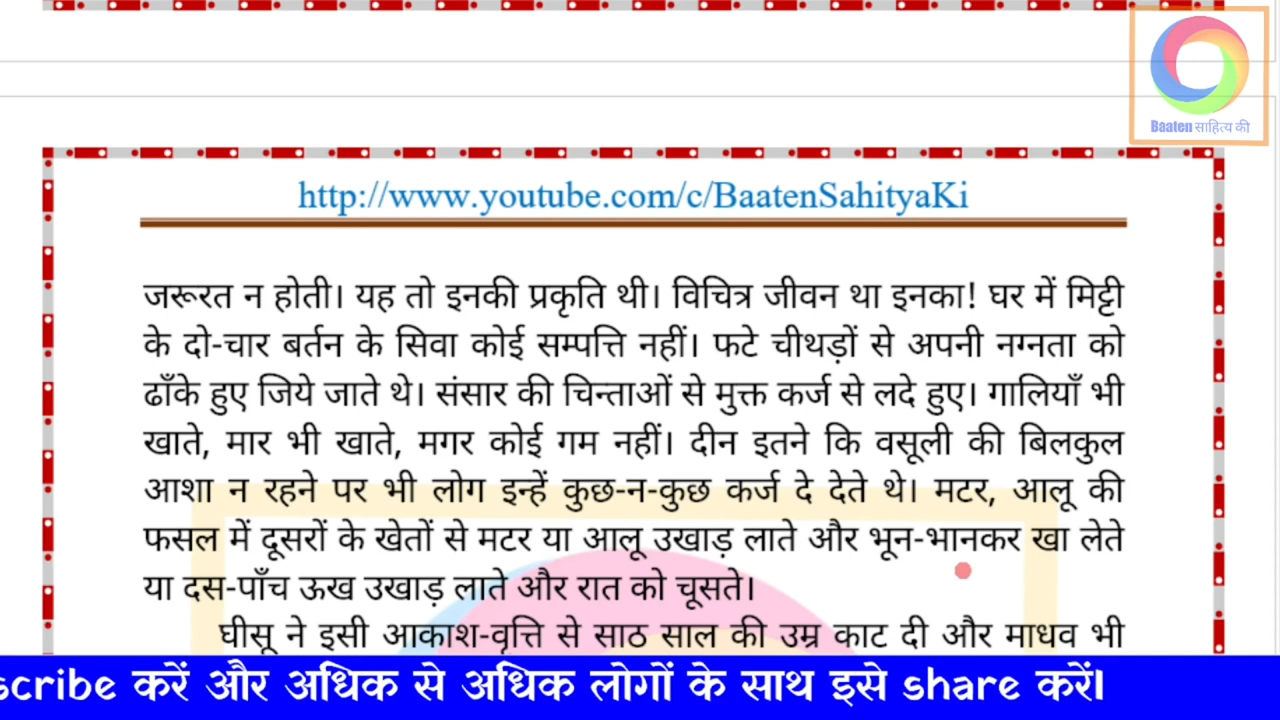 Baaten साहित्य की
http://www.youtube.com/c/BaatenSahityaKi
जरूरत न होती। यह तो इनकी प्रकृति थी। विचित्र जीवन था इनका! घर में मिट्टी
के दो-चार बर्तन के सिवा कोई सम्पत्ति नहीं। फटे चीथड़ों से अपनी नग्नता को
ढाँके हुए जिये जाते थे। संसार की चिन्ताओं से मुक्त कर्ज से लदे हुए। गालियाँ भी
खाते, मार भी खाते, मगर कोई गम नहीं। दीन इतने कि वसूली की बिलकुल
आशा न रहने पर भी लोग इन्हें कुछ-न-कुछ कर्ज दे देते थे। मटर, आलू की
फसल में दूसरों के खेतों से मटर या आलू उखाड़ लाते और भून-भानकर खा लेते
या दस-पाँच ऊख उखाड़ लाते और रात को चूसते।
घीसू ने इसी आकाश-वृत्ति से साठ साल की उम्र काट दी और माधव भी
scribe करें और अधिक से अधिक लोगों के साथ इसे share करें।